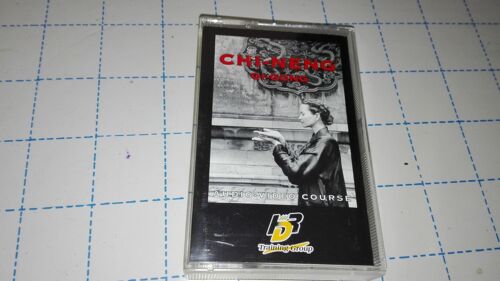 CHI-NENG
QI GONG
AUDIO-VIDEO COURSE
Training Group